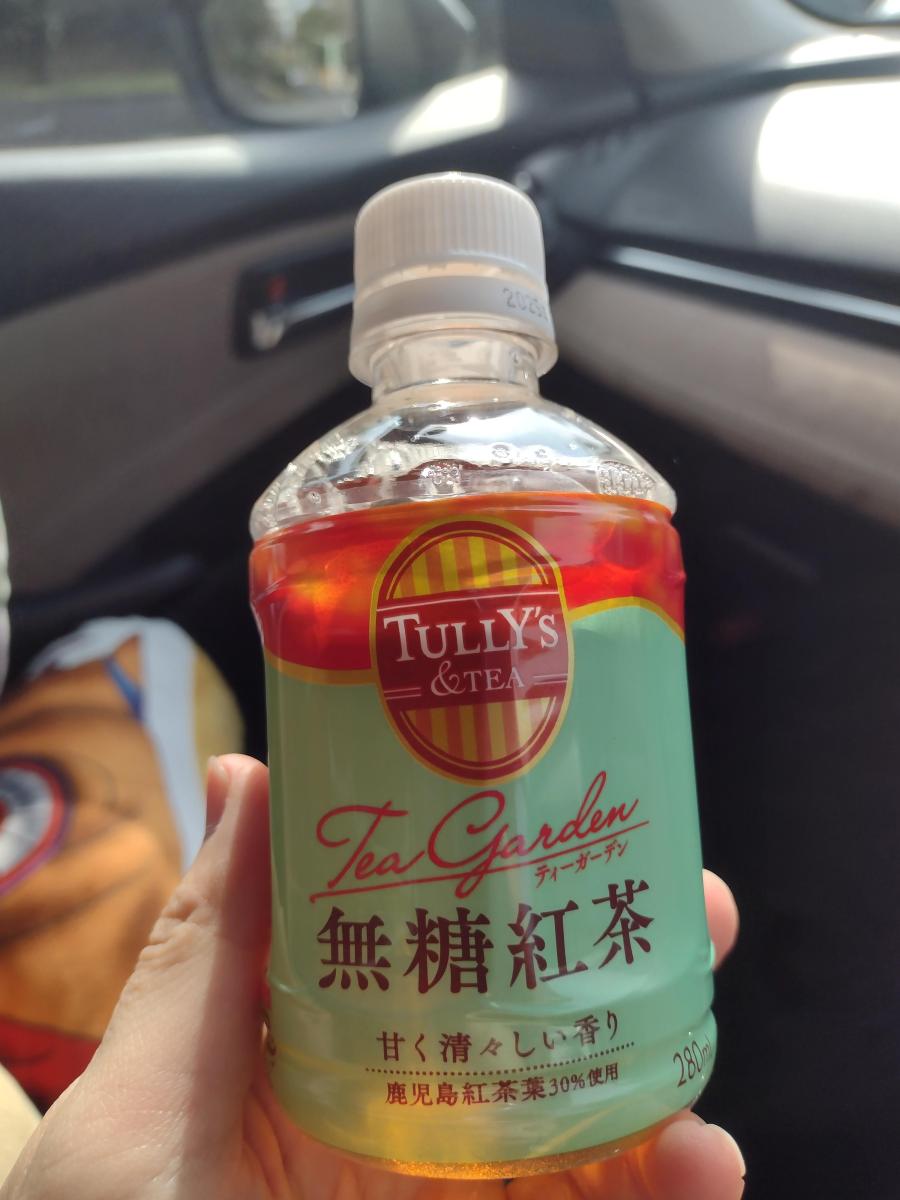 TULLY'S
&TEA
Tea Garden
ティーガーデン
無糖紅茶
甘く清々しい香り
鹿児島紅茶葉30%使用
280ml